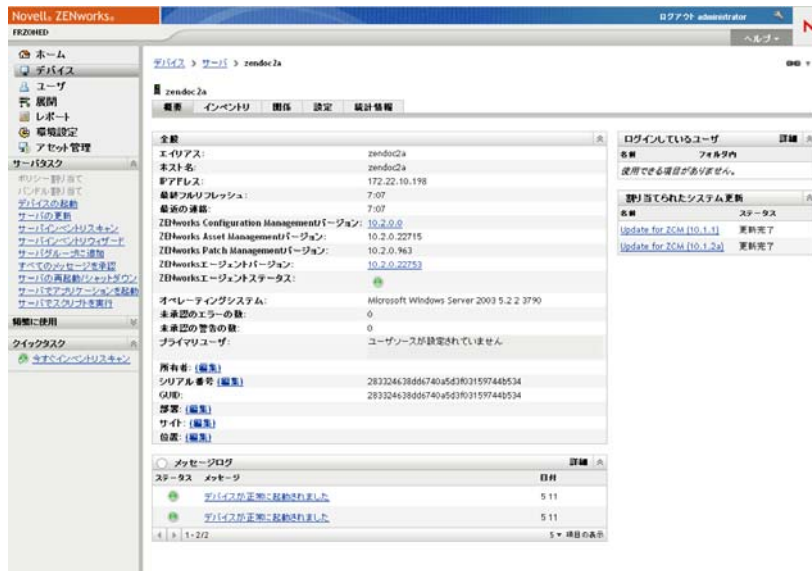 Novell® ZENworks®
ログアウト administrator
FRZONED
ヘルプ
ホーム
デバイス
ユーザ
展開
レポート
環境設定
アセット管理
サーバタスク
ポリシー割り当て
バンドル割り当て
デバイスの起動
サーバの更新
サーバインベントリスキャン
サーバインベントリウィザード
サーバグループに追加
すべてのメッセージを承認
サーバの再起動/シャットダウン
サーバでアプリケーションを起動
サーバでスクリプトを実行
頻繁に使用
クイックタスク
今すぐインベントリスキャン
デバイス > サーバ > zendoc2a
zendoc2a
概要 インベントリ 関係 設定 統計情報
全般
エイリアス: zendoc2a
ホスト名: zendoc2a
IPアドレス: 172.22.10.198
最終フルリフレッシュ: 7:07
最近の連絡: 7:07
ZENworks Configuration Managementバージョン: 10.2.0.0
ZENworks Asset Managementバージョン: 10.2.0.22715
ZENworks Patch Managementバージョン: 10.2.0.963
ZENworksエージェントバージョン: 10.2.0.22753
ZENworksエージェントステータス:
オペレーティングシステム: Microsoft Windows Server 2003 5.2 2 3790
未承認のエラーの数: 0
未承認の警告の数: 0
プライマリユーザ: ユーザソースが設定されていません
所有者: (編集)
シリアル番号 (編集) 283324638dd6740a5d3f03159744b534
GUID: 283324638dd6740a5d3f03159744b534
部署: (編集)
サイト: (編集)
位置: (編集)
メッセージログ 詳細
ステータス メッセージ 日付
デバイスが正常に起動されました 5 11
デバイスが正常に起動されました 5 11
1 - 2/2 5 項目の表示
ログインしているユーザ 詳細
名前 フォルダ内
使用できる項目がありません。
割り当てられたシステム更新
名前 ステータス
Update for ZCM (10.1.1) 更新完了
Update for ZCM (10.1.2a) 更新完了